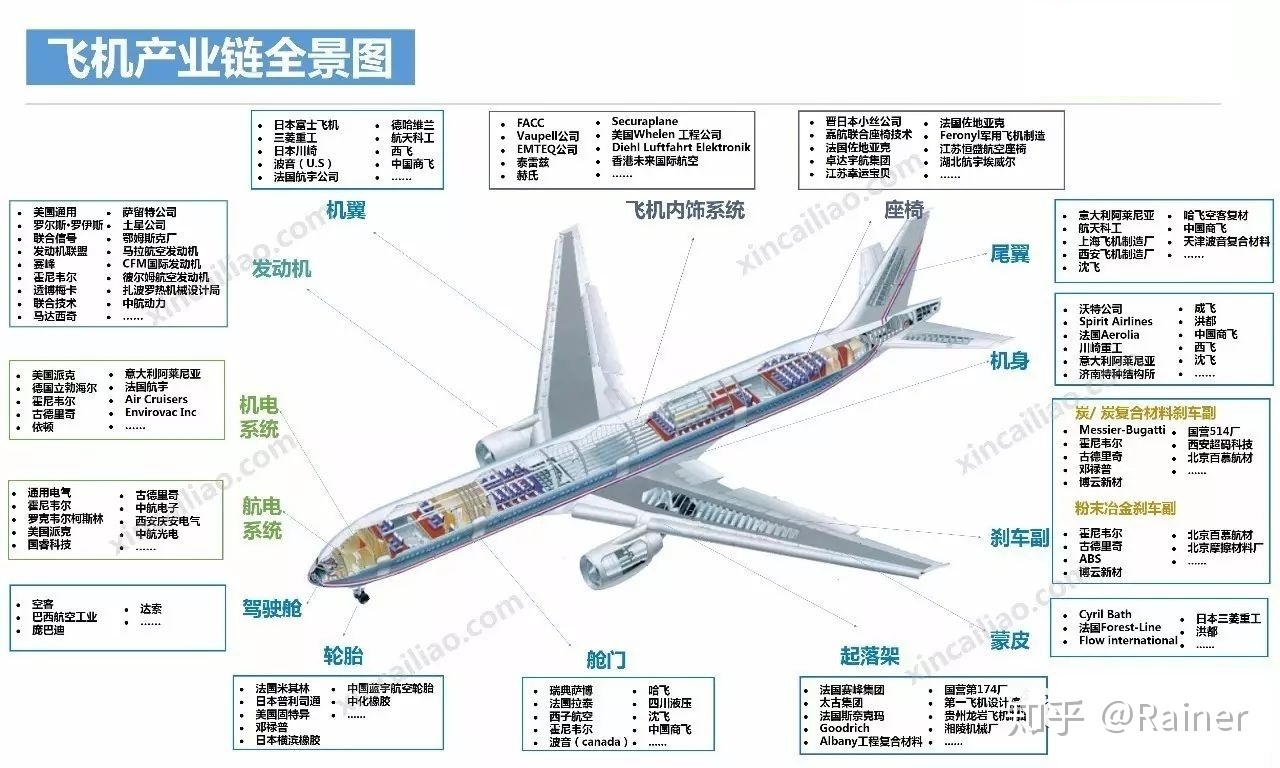 飞机产业链全景图
日本富士飞机
三菱重工
日本川崎
波音（U.S）
法国航宇公司
德哈维兰
航天科工
西飞
中国商飞
……
机翼
FACC
Vaupell公司
EMTEQ公司
泰雷兹
赫氏
Securaplane
美国Whelen 工程公司
Diehl Luftfahrt Elektronik
香港未来国际航空
……
飞机内饰系统
晋日本小丝公司
嘉航联合座椅技术
法国佐地亚克
卓达宇航集团
江苏幸运宝贝
法国佐地亚克
Feronyl军用飞机制造
江苏恒盛航空座椅
湖北航宇埃威尔
……
座椅
美国通用
罗尔斯·罗伊斯
联合信号
发动机联盟
赛峰
霍尼韦尔
透博梅卡
联合技术
马达西奇
萨留特公司
土星公司
鄂姆斯克厂
马拉航空发动机
CFM国际发动机
彼尔姆航空发动机
扎波罗热机械设计局
中航动力
……
发动机
意大利阿莱尼亚
航天科工
上海飞机制造厂
西安飞机制造厂
沈飞
哈飞空客复材
中国商飞
天津波音复合材料
……
尾翼
沃特公司
Spirit Airlines
法国Aerolia
川崎重工
意大利阿莱尼亚
济南特种结构所
成飞
洪都
中国商飞
西飞
沈飞
……
机身
美国派克
德国立勃海尔
霍尼韦尔
古德里奇
依顿
意大利阿莱尼亚
法国航宇
Air Cruisers
Envirovac Inc
……
机电
系统
炭/ 炭复合材料刹车副
Messier-Bugatti
霍尼韦尔
古德里奇
邓禄普
博云新材
国营514厂
西安超码科技
北京百慕航材
……
粉末冶金刹车副
霍尼韦尔
古德里奇
ABS
博云新材
北京百慕航材
北京摩擦材料厂
……
刹车副
通用电气
霍尼韦尔
罗克韦尔柯斯林
美国派克
国睿科技
古德里奇
中航电子
西安庆安电气
中航光电
……
航电
系统
空客
巴西航空工业
庞巴迪
达索
……
驾驶舱
Cyril Bath
法国Forest-Line
Flow international
日本三菱重工
洪都
……
蒙皮
轮胎
法国米其林
日本普利司通
美国固特异
邓禄普
日本横滨橡胶
中国蓝宇航空轮胎
中化橡胶
……
舱门
瑞典萨博
法国拉泰
西子航空
霍尼韦尔
波音（canada）
哈飞
四川液压
沈飞
中国商飞
……
起落架
法国赛峰集团
太古集团
法国斯奈克玛
Goodrich
Albany工程复合材料
国营第174厂
第一飞机设计
贵州龙岩飞机
湘陵机械厂
……
知乎 @Rainer
xincailiao.com
xincailiao.com
xincailiao.com
xincailiao.com
xincailiao.com
xincailiao.com
xincailiao.com